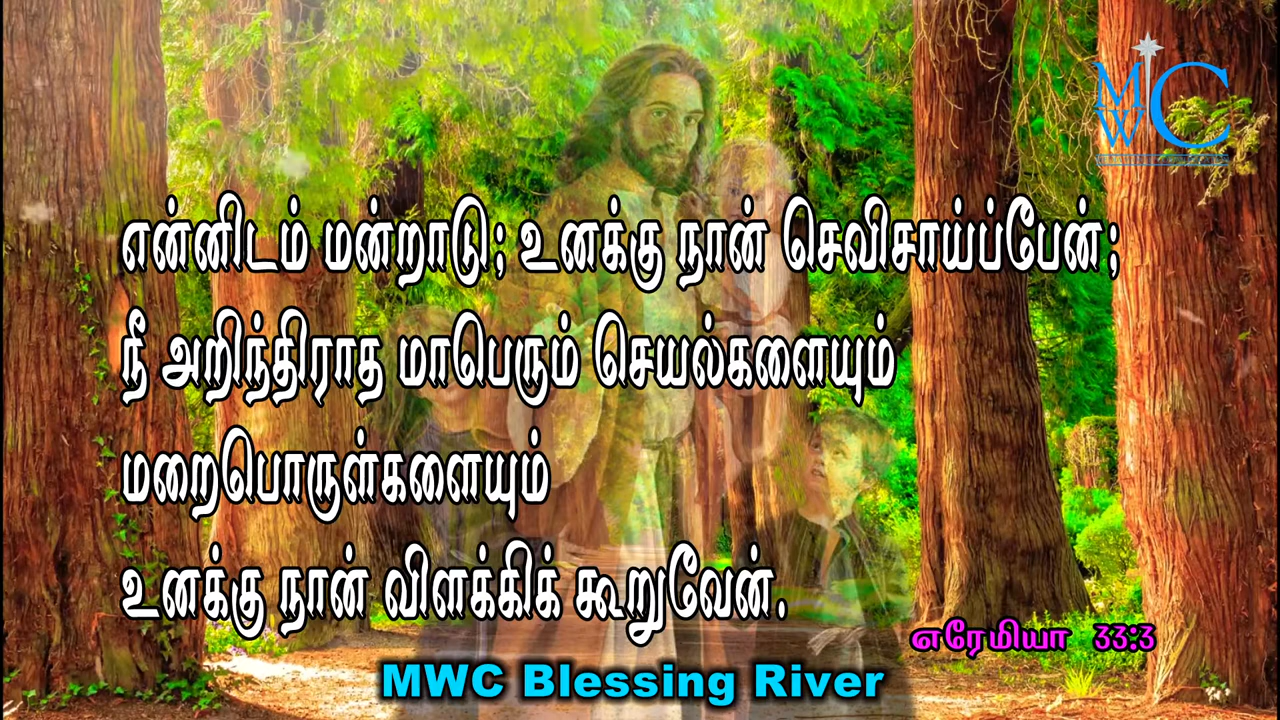 MWC
என்னிடம் மன்றாடு; உனக்கு நான் செவிசாய்ப்பேன்;
நீ அறிந்திராத மாபெரும் செயல்களையும்
மறைபொருள்களையும்
உனக்கு நான் விளக்கிக் கூறுவேன்.
எரேமியா 33:3
MWC Blessing River